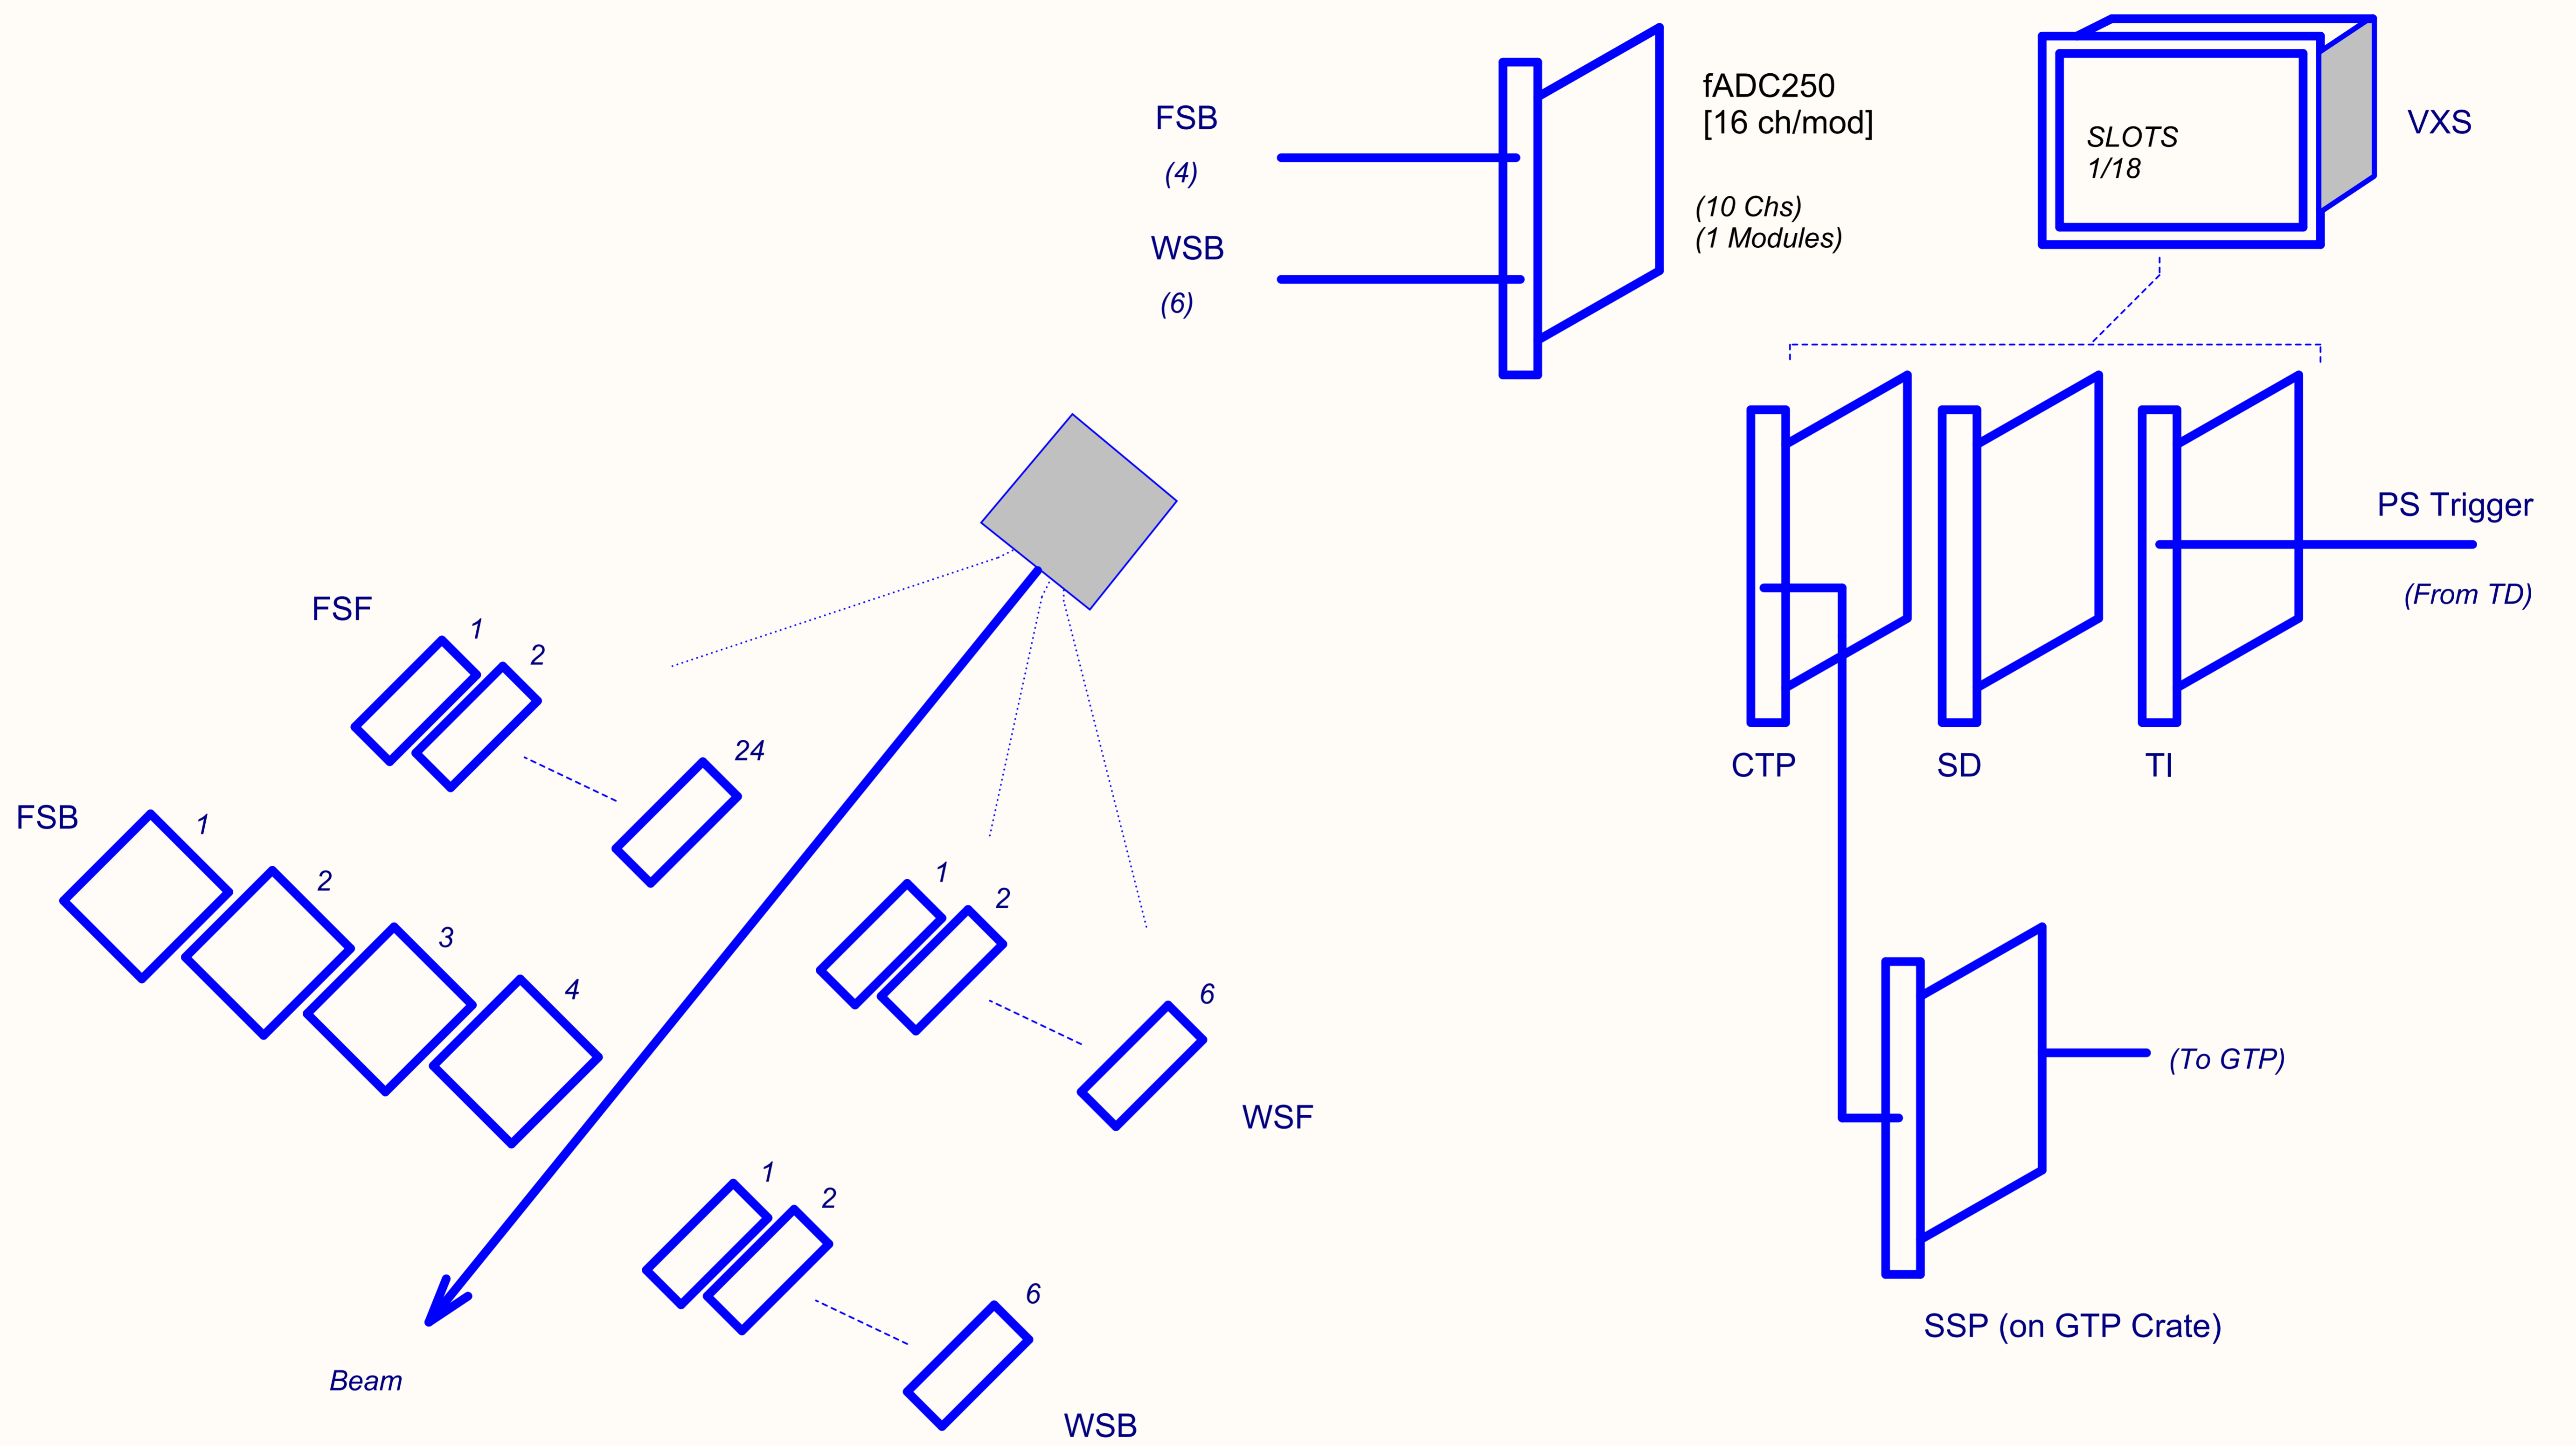 FSB
(4)
WSB
(6)
fADC250
[16 ch/mod]
(10 Chs)
(1 Modules)
SLOTS
1/18
VXS
PS Trigger
(From TD)
CTP
SD
TI
(To GTP)
SSP (on GTP Crate)
FSF
1
2
24
FSB
1
2
3
4
1
2
6
WSF
1
2
6
WSB
Beam